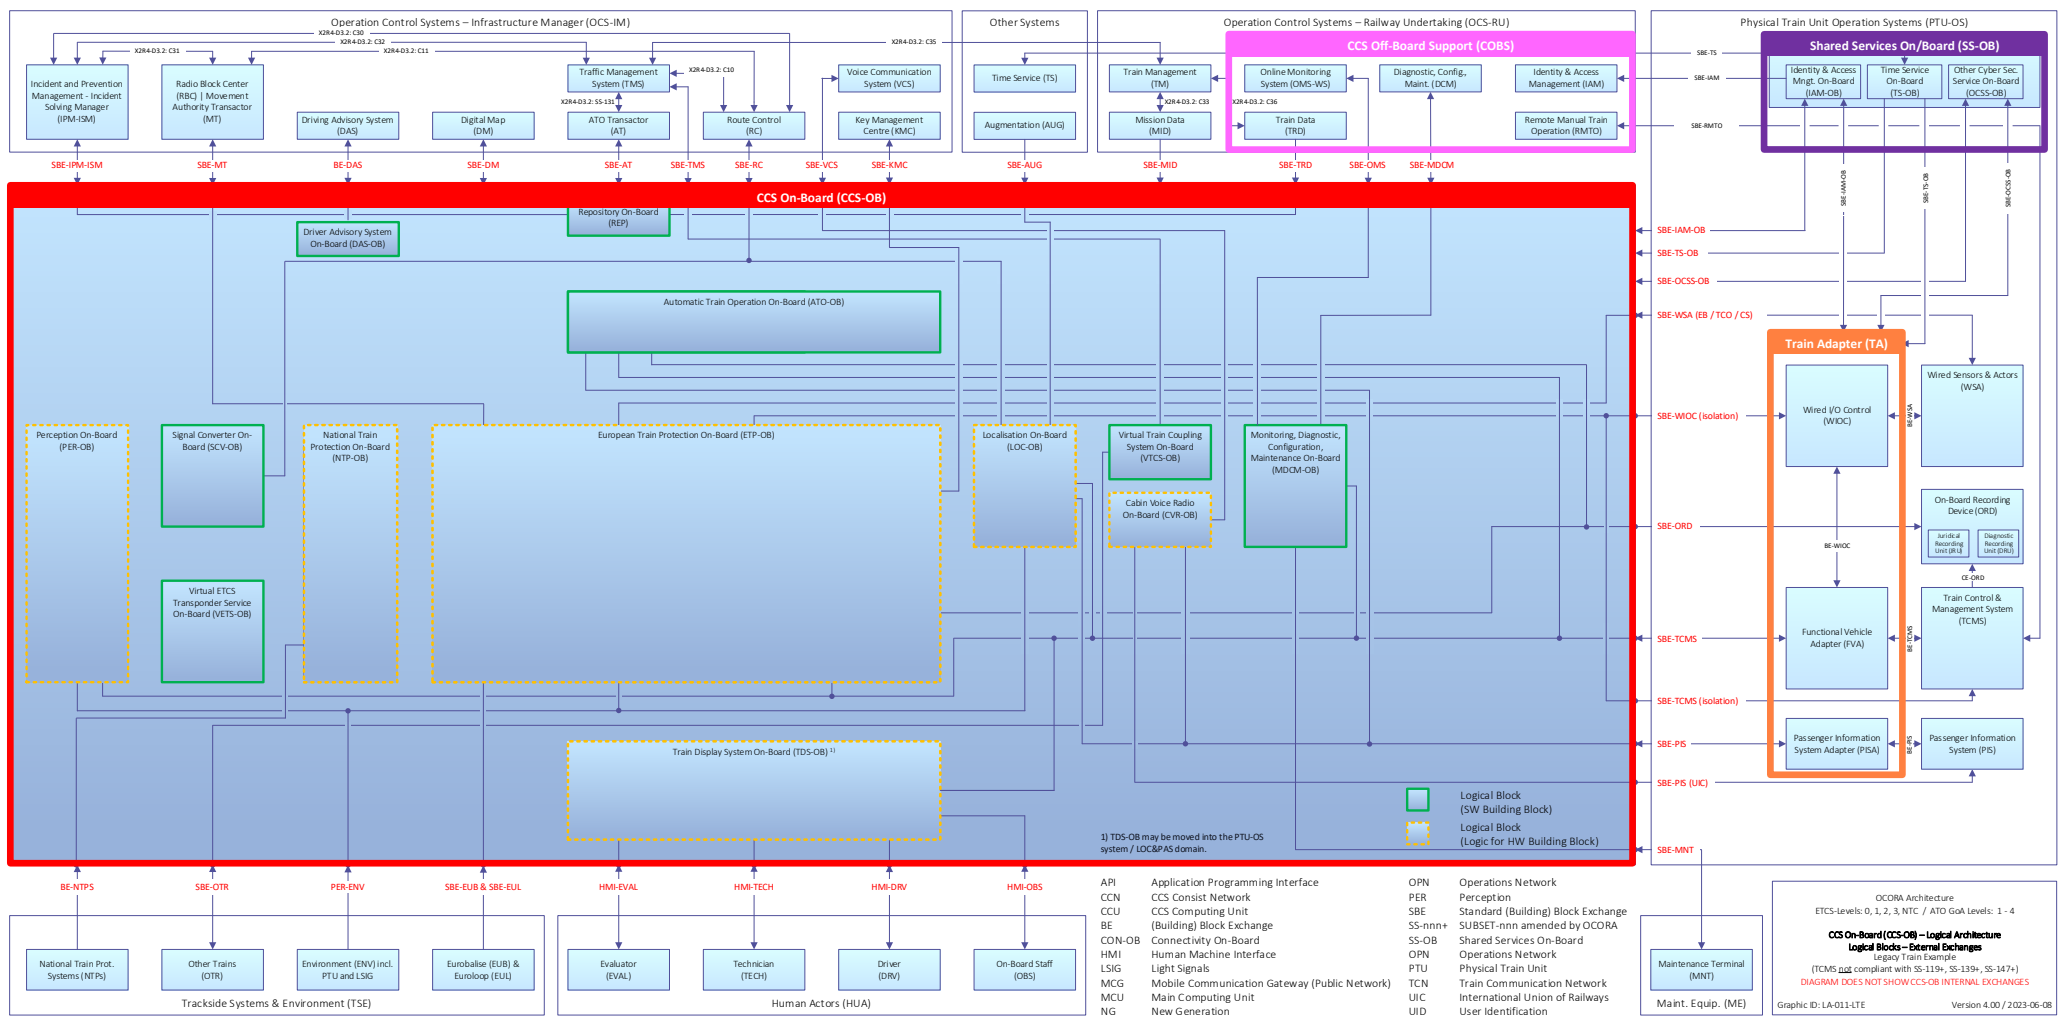 Operation Control Systems – Infrastructure Manager (OCS-IM)
Other Systems
Operation Control Systems – Railway Undertaking (OCS-RU)
Physical Train Unit Operation Systems (PTU-OS)
X2R4-D3.2: C30
X2R4-D3.2: C32
X2R4-D3.2: C31
X2R4-D3.2: C11
X2R4-D3.2: C35
X2R4-D3.2: C10
X2R4-D3.2: SS-131
X2R4-D3.2: C33
X2R4-D3.2: C36
CCS Off-Board Support (COBS)
Shared Services On/Board (SS-OB)
Incident and Prevention
Management - Incident
Solving Manager
(IPM-ISM)
Radio Block Center
(RBC) | Movement
Authority Transactor
(MT)
Driving Advisory System
(DAS)
Digital Map
(DM)
Traffic Management
System (TMS)
ATO Transactor
(AT)
Route Control
(RC)
Voice Communication
System (VCS)
Key Management
Centre (KMC)
Time Service (TS)
Augmentation (AUG)
Train Management
(TM)
Mission Data
(MID)
Online Monitoring
System (OMS-WS)
Train Data
(TRD)
Diagnostic, Config.,
Maint. (DCM)
Identity & Access
Management (IAM)
Remote Manual Train
Operation (RMTO)
SBE-TS
SBE-IAM
SBE-RMTO
Identity & Access
Mngt. On-Board
(IAM-OB)
Time Service
On-Board
(TS-OB)
Other Cyber Sec.
Service On-Board
(OCSS-OB)
SBE-IPM-ISM
SBE-MT
BE-DAS
SBE-DM
SBE-AT
SBE-TMS
SBE-RC
SBE-VCS
SBE-KMC
SBE-AUG
SBE-MID
SBE-TRD
SBE-OMS
SBE-MDCM
SBE-IAM-OB
SBE-TS-OB
SBE-OCSS-OB
CCS On-Board (CCS-OB)
Driver Advisory System
On-Board (DAS-OB)
Repository On-Board
(REP)
Automatic Train Operation On-Board (ATO-OB)
Perception On-Board
(PER-OB)
Signal Converter On-
Board (SCV-OB)
National Train
Protection On-Board
(NTP-OB)
European Train Protection On-Board (ETP-OB)
Localisation On-Board
(LOC-OB)
Virtual Train Coupling
System On-Board
(VTCS-OB)
Cabin Voice Radio
On-Board (CVR-OB)
Monitoring, Diagnostic,
Configuration,
Maintenance On-Board
(MDCM-OB)
Virtual ETCS
Transponder Service
On-Board (VETS-OB)
Train Display System On-Board (TDS-OB) 1)
1) TDS-OB may be moved into the PTU-OS
system / LOC&PAS domain.
Logical Block
(SW Building Block)
Logical Block
(Logic for HW Building Block)
SBE-IAM-OB
SBE-TS-OB
SBE-OCSS-OB
SBE-WSA (EB / TCO / CS)
SBE-WIOC (isolation)
SBE-ORD
SBE-TCMS
SBE-TCMS (isolation)
SBE-PIS
SBE-PIS (UIC)
SBE-MNT
Train Adapter (TA)
Wired I/O Control
(WIOC)
BE-WIOC
Functional Vehicle
Adapter (FVA)
Passenger Information
System Adapter (PISA)
BE-WSA
BE-TCMS
BE-PIS
Wired Sensors & Actors
(WSA)
On-Board Recording
Device (ORD)
Juridical
Recording
Unit (JRU)
Diagnostic
Recording
Unit (DRU)
CE-ORD
Train Control &
Management System
(TCMS)
Passenger Information
System (PIS)
BE-NTPS
SBE-OTR
PER-ENV
SBE-EUB & SBE-EUL
HMI-EVAL
HMI-TECH
HMI-DRV
HMI-OBS
National Train Prot.
Systems (NTPs)
Other Trains
(OTR)
Environment (ENV) incl.
PTU and LSIG
Eurobalise (EUB) &
Euroloop (EUL)
Trackside Systems & Environment (TSE)
Evaluator
(EVAL)
Technician
(TECH)
Driver
(DRV)
On-Board Staff
(OBS)
Human Actors (HUA)
API Application Programming Interface
CCN CCS Consist Network
CCU CCS Computing Unit
BE (Building) Block Exchange
CON-OB Connectivity On-Board
HMI Human Machine Interface
LSIG Light Signals
MCG Mobile Communication Gateway (Public Network)
MCU Main Computing Unit
NG New Generation
OPN Operations Network
PER Perception
SBE Standard (Building) Block Exchange
SS-nnn+ SUBSET-nnn amended by OCORA
SS-OB Shared Services On-Board
OPN Operations Network
PTU Physical Train Unit
TCN Train Communication Network
UIC International Union of Railways
UID User Identification
Maintenance Terminal
(MNT)
Maint. Equip. (ME)
OCORA Architecture
ETCS-Levels: 0, 1, 2, 3, NTC / ATO GoA Levels: 1 - 4
CCS On-Board (CCS-OB) – Logical Architecture
Logical Blocks – External Exchanges
Legacy Train Example
(TCMS not compliant with SS-119+, SS-139+, SS-147+)
DIAGRAM DOES NOT SHOW CCS-OB INTERNAL EXCHANGES
Graphic ID: LA-011-LTE
Version 4.00 / 2023-06-08